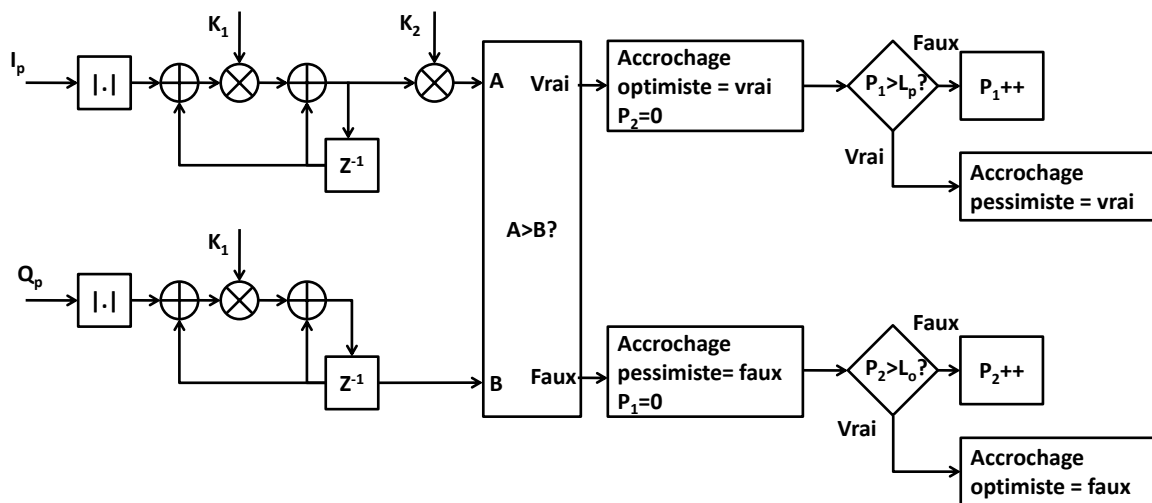 K1
K2
Ip
|.|
Z-1
A
Vrai
Accrochage
optimiste = vrai
P2=0
P1>Lp?
Faux
P1++
Vrai
Accrochage
pessimiste = vrai
A>B?
K1
Qp
|.|
Z-1
B
Faux
Accrochage
pessimiste= faux
P1=0
P2>Lo?
Faux
P2++
Vrai
Accrochage
optimiste = faux